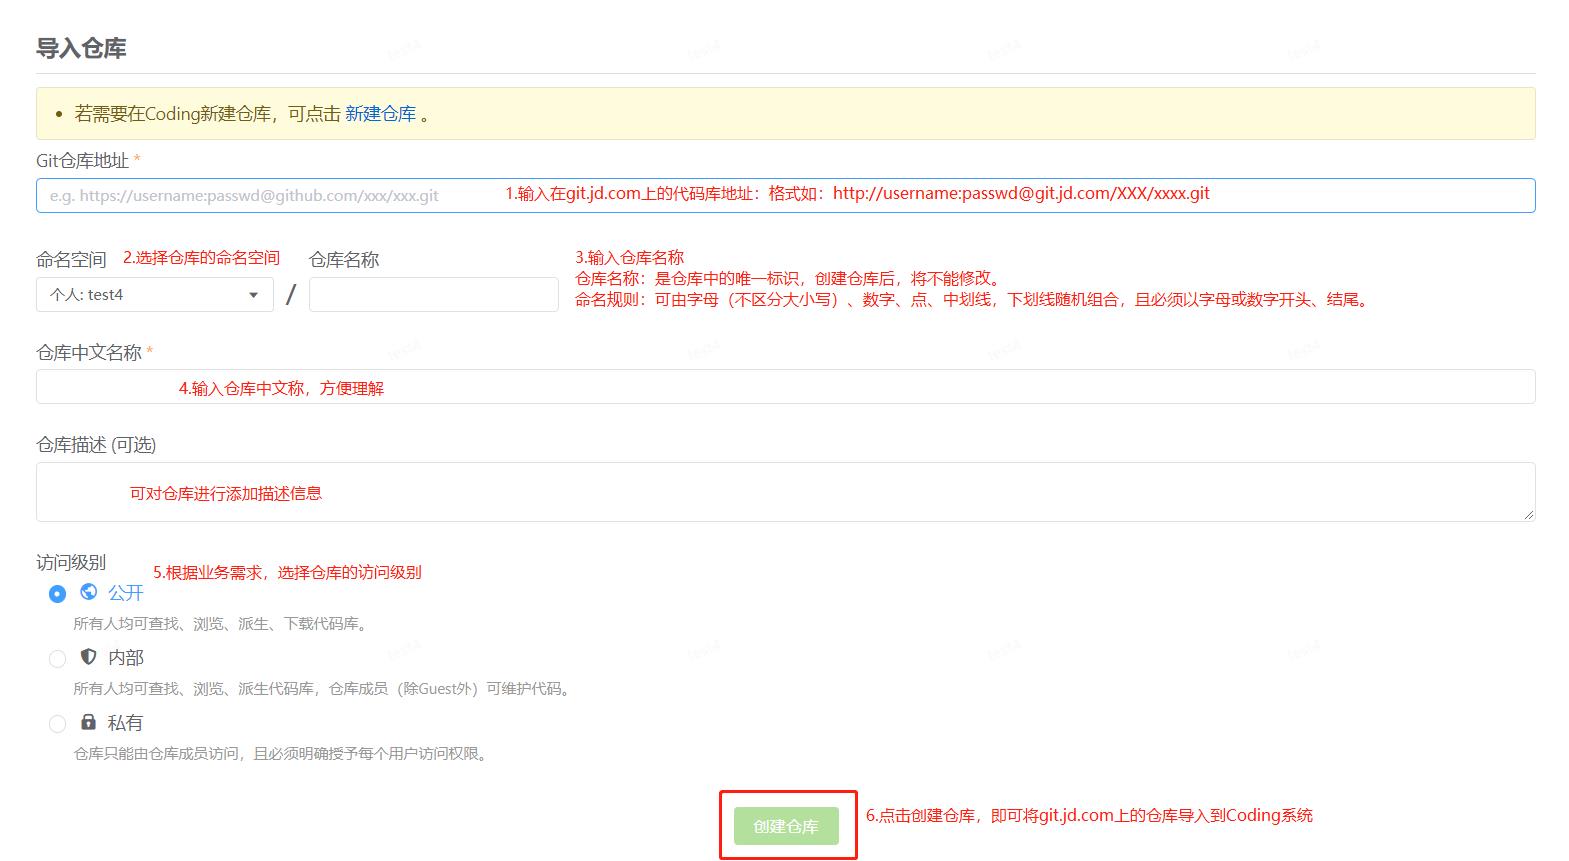 导入仓库
若需要在Coding新建仓库，可点击 新建仓库 。
Git仓库地址 *
e.g. https://username:passwd@github.com/xxx/xxx.git 1.输入在git.jd.com上的代码库地址：格式如：http://username:passwd@git.jd.com/XXX/xxxx.git
命名空间 2.选择仓库的命名空间 仓库名称 3.输入仓库名称
仓库名称：是仓库中的唯一标识，创建仓库后，将不能修改。
个人: test4 / 命名规则：可由字母（不区分大小写）、数字、点、中划线，下划线随机组合，且必须以字母或数字开头、结尾。
仓库中文名称 *
4.输入仓库中文称，方便理解
仓库描述 (可选)
可对仓库进行添加描述信息
访问级别
5.根据业务需求，选择仓库的访问级别
公开
所有人均可查找、浏览、派生、下载代码库。
内部
所有人均可查找、浏览、派生代码库，仓库成员（除Guest外）可维护代码。
私有
仓库只能由仓库成员访问，且必须明确授予每个用户访问权限。
创建仓库 6.点击创建仓库，即可将git.jd.com上的仓库导入到Coding系统
test4 test4 test4 test4
test4 test4 test4 test4
test4 test4 test4 test4